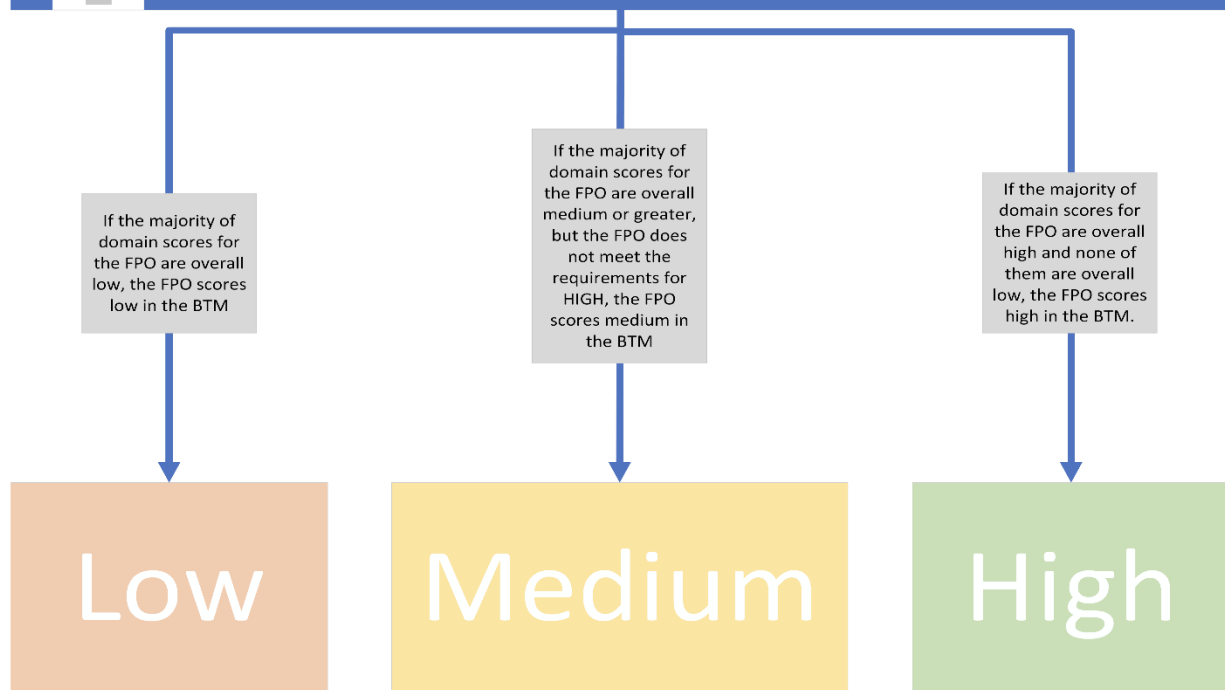 If the majority of
domain scores for
the FPO are overall
low, the FPO scores
low in the BTM
If the majority of
domain scores for
the FPO are overall
medium or greater,
but the FPO does
not meet the
requirements for
HIGH, the FPO
scores medium in
the BTM
If the majority of
domain scores for
the FPO are overall
high and none of
them are overall
low, the FPO scores
high in the BTM.
Low
Medium
High